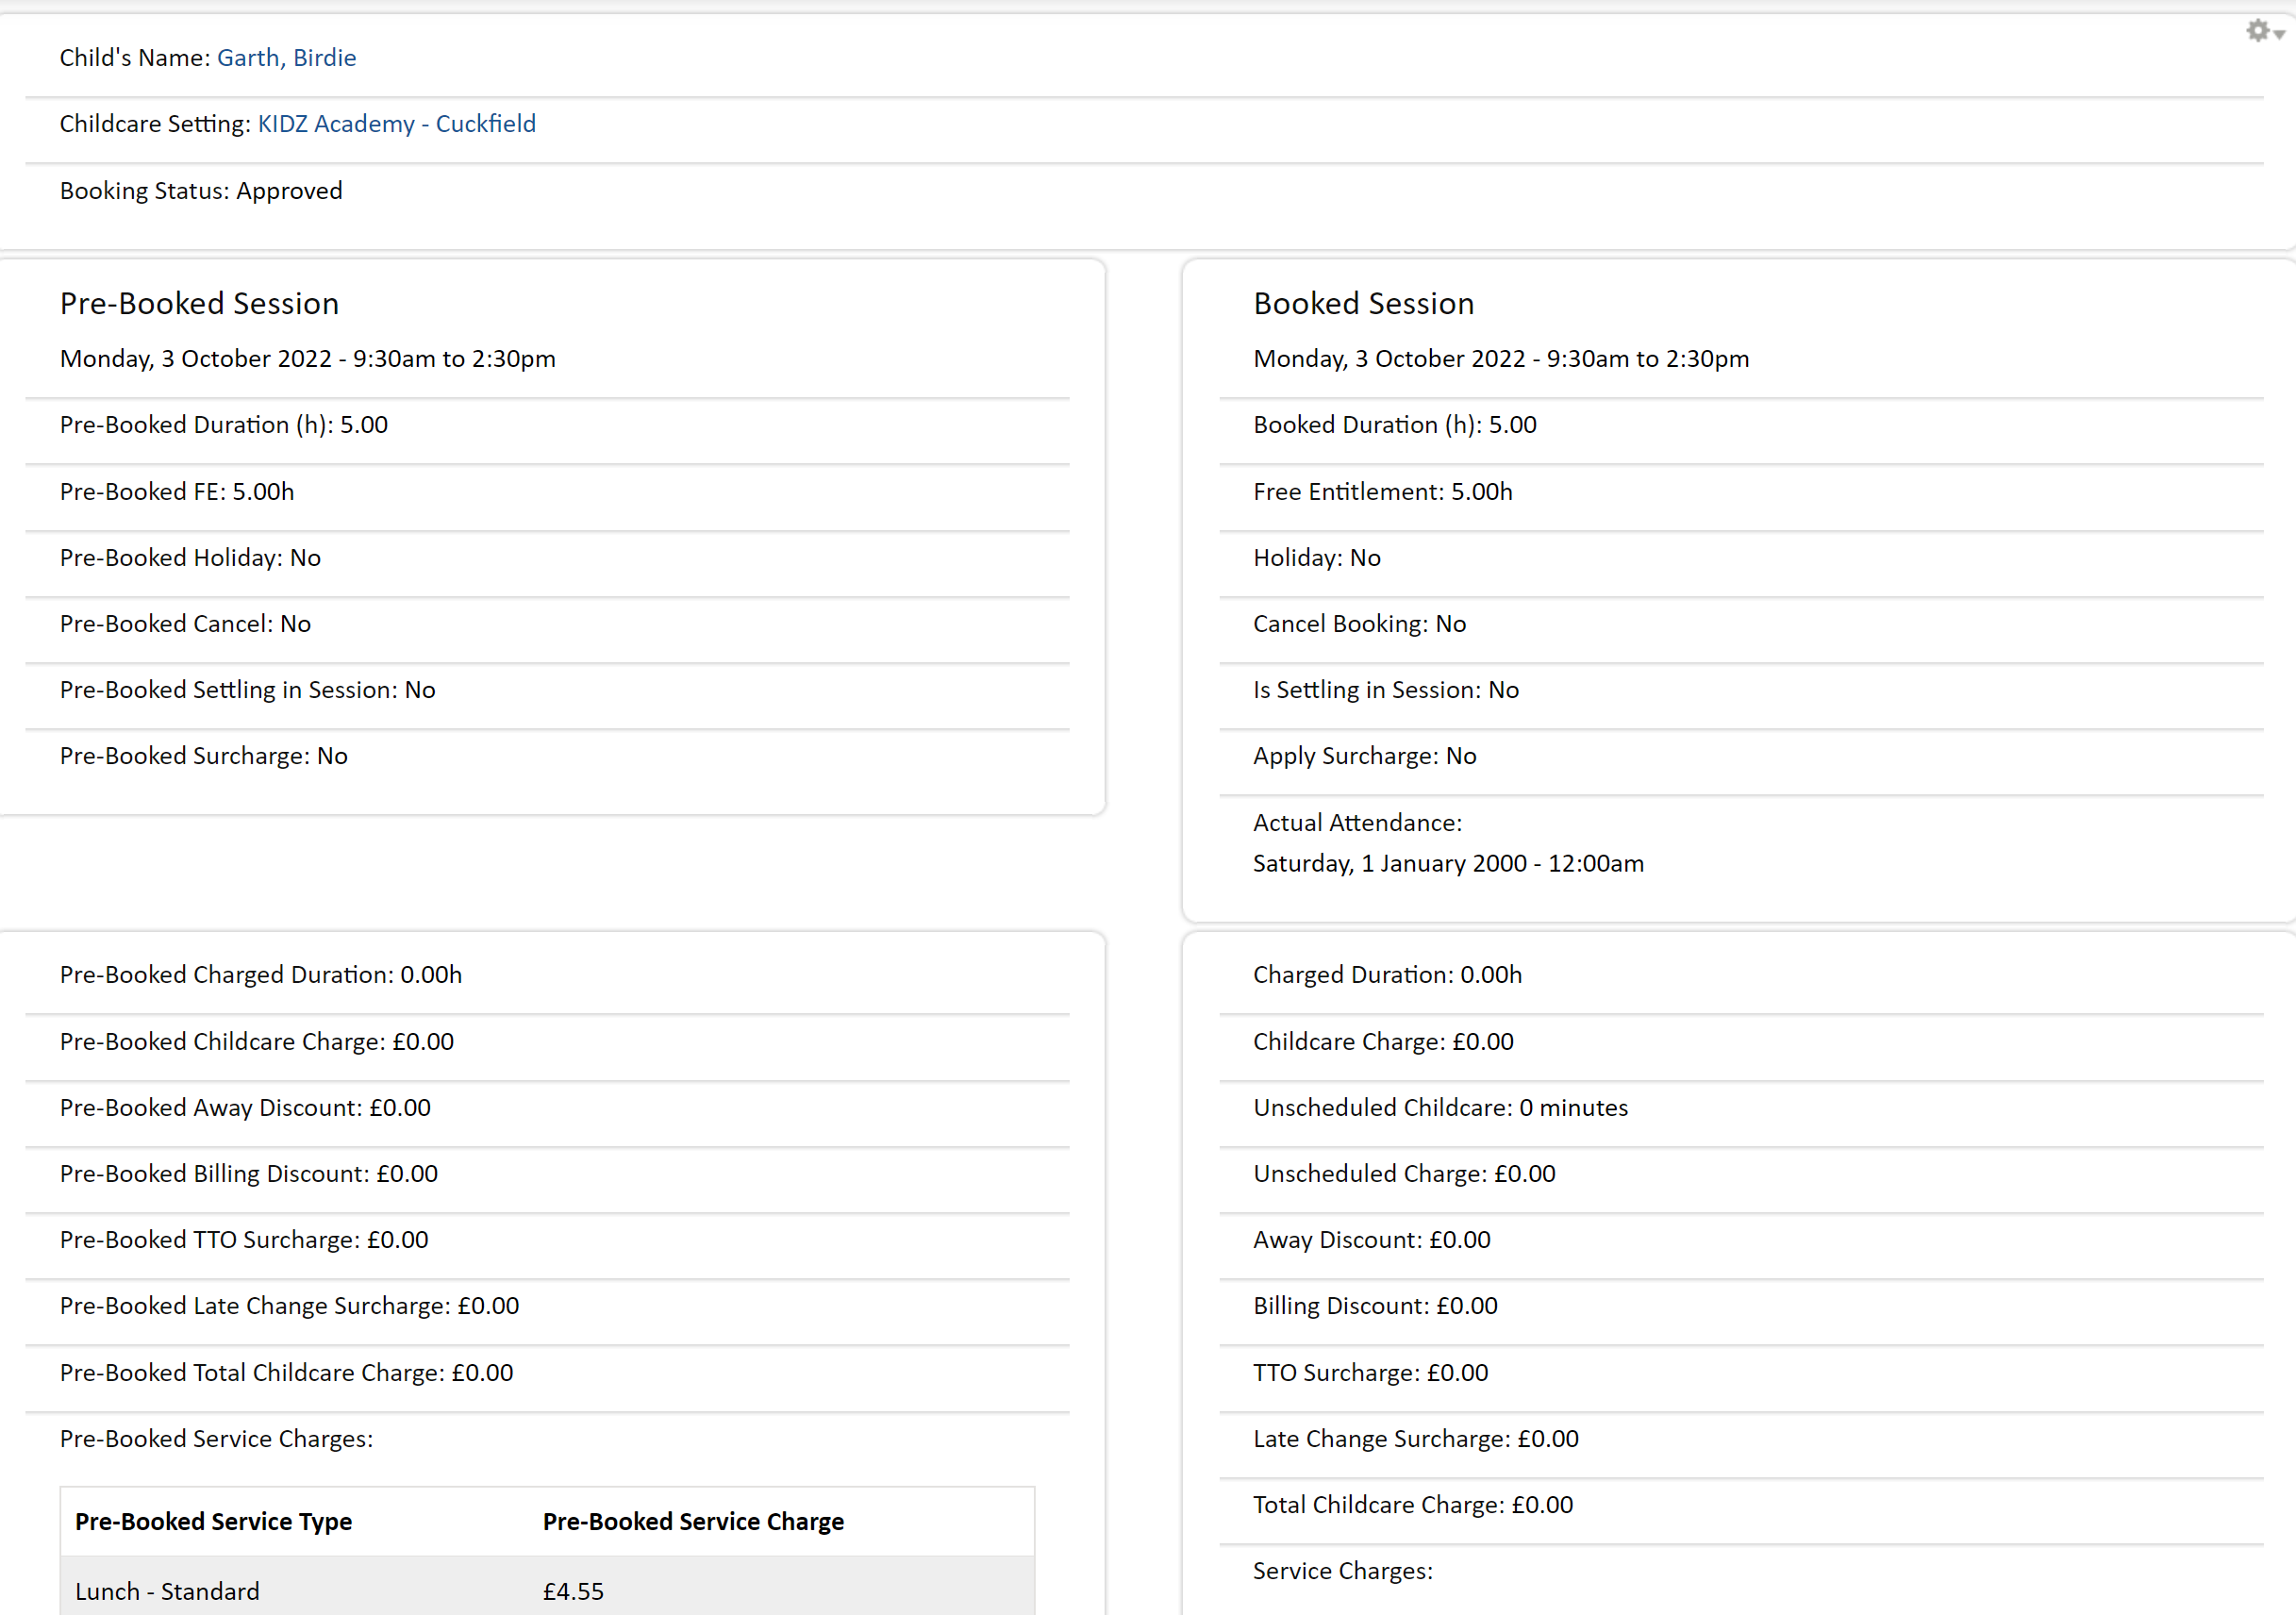 Child's Name: Garth, Birdie
Childcare Setting: KIDZ Academy - Cuckfield
Booking Status: Approved
Pre-Booked Session
Monday, 3 October 2022 - 9:30am to 2:30pm
Pre-Booked Duration (h): 5.00
Pre-Booked FE: 5.00h
Pre-Booked Holiday: No
Pre-Booked Cancel: No
Pre-Booked Settling in Session: No
Pre-Booked Surcharge: No
Booked Session
Monday, 3 October 2022 - 9:30am to 2:30pm
Booked Duration (h): 5.00
Free Entitlement: 5.00h
Holiday: No
Cancel Booking: No
Is Settling in Session: No
Apply Surcharge: No
Actual Attendance:
Saturday, 1 January 2000 - 12:00am
Pre-Booked Charged Duration: 0.00h
Pre-Booked Childcare Charge: £0.00
Pre-Booked Away Discount: £0.00
Pre-Booked Billing Discount: £0.00
Pre-Booked TTO Surcharge: £0.00
Pre-Booked Late Change Surcharge: £0.00
Pre-Booked Total Childcare Charge: £0.00
Pre-Booked Service Charges:
Pre-Booked Service Type Pre-Booked Service Charge
Lunch - Standard £4.55
Charged Duration: 0.00h
Childcare Charge: £0.00
Unscheduled Childcare: 0 minutes
Unscheduled Charge: £0.00
Away Discount: £0.00
Billing Discount: £0.00
TTO Surcharge: £0.00
Late Change Surcharge: £0.00
Total Childcare Charge: £0.00
Service Charges: